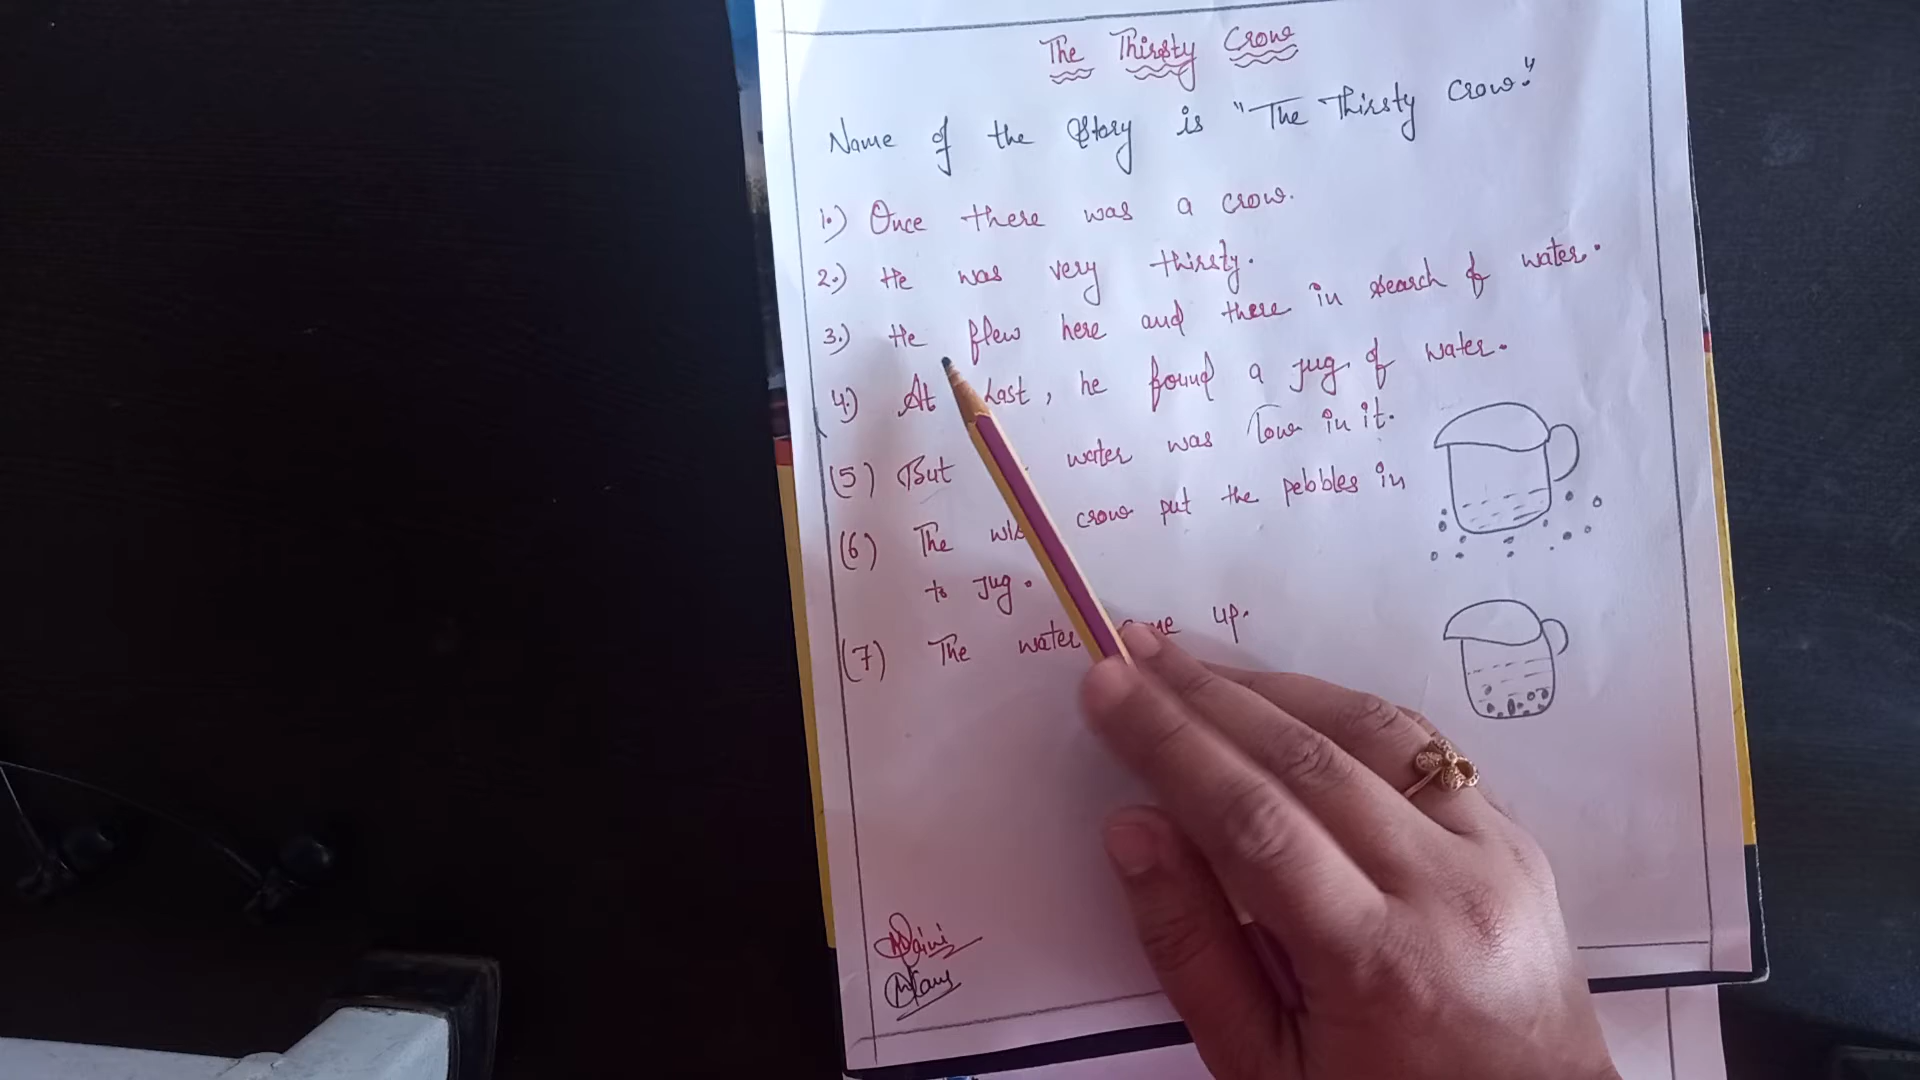 The Thirsty Crow
Name of the Story is "The Thirsty Crow."
1.) Once there was a crow.
2.) He was very thirsty.
3.) He flew here and there in search of water.
4.) At Last, he found a jug of water.
(5) But water was low in it.
(6) The crow put the pebbles in
to jug.
(7) The water up.